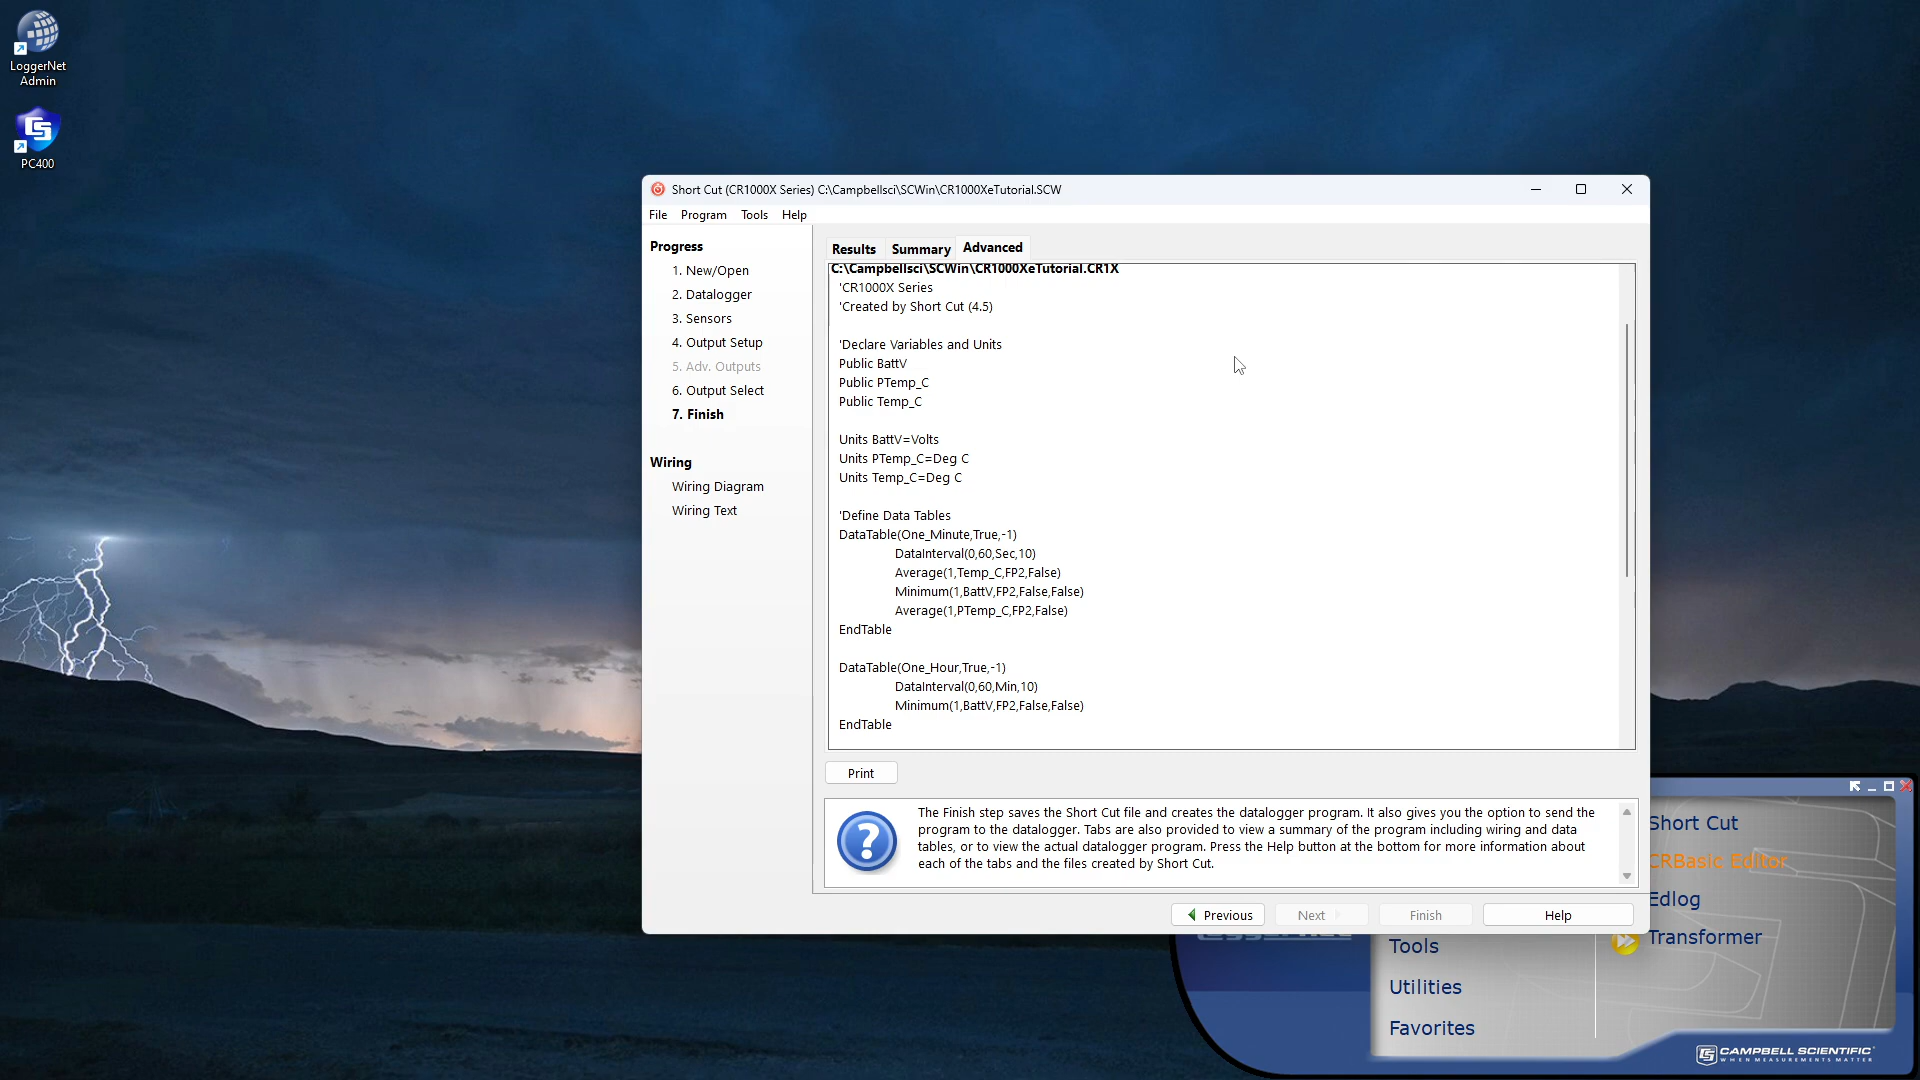 LoggerNet
Admin
PC400
Short Cut (CR1000X Series) C:\Campbellsci\SCWin\CR1000XeTutorial.SCW
File Program Tools Help
Progress
1. New/Open
2. Datalogger
3. Sensors
4. Output Setup
5. Adv. Outputs
6. Output Select
7. Finish
Wiring
Wiring Diagram
Wiring Text
Results Summary Advanced
C:\Campbellsci\SCWin\CR1000XeTutorial.CR1X
'CR1000X Series
'Created by Short Cut (4.5)
'Declare Variables and Units
Public BattV
Public PTemp_C
Public Temp_C
Units BattV=Volts
Units PTemp_C=Deg C
Units Temp_C=Deg C
'Define Data Tables
DataTable(One_Minute,True,-1)
DataInterval(0,60,Sec,10)
Average(1,Temp_C,FP2,False)
Minimum(1,BattV,FP2,False,False)
Average(1,PTemp_C,FP2,False)
EndTable
DataTable(One_Hour,True,-1)
DataInterval(0,60,Min,10)
Minimum(1,BattV,FP2,False,False)
EndTable
Print
The Finish step saves the Short Cut file and creates the datalogger program. It also gives you the option to send the
program to the datalogger. Tabs are also provided to view a summary of the program including wiring and data
tables, or to view the actual datalogger program. Press the Help button at the bottom for more information about
each of the tabs and the files created by Short Cut.
Previous Next Finish Help
Short Cut
CRBasic Editor
Edlog
Transformer
Tools
Utilities
Favorites
CAMPBELL SCIENTIFIC
WHEN MEASUREMENTS MATTER